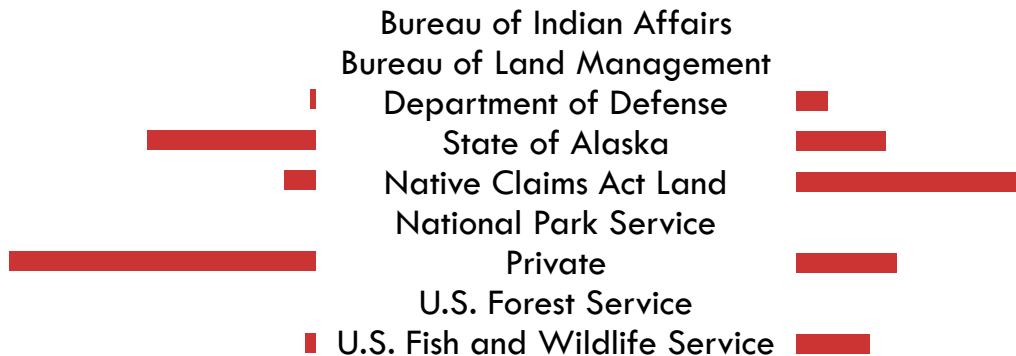 Bureau of Indian Affairs
Bureau of Land Management
Department of Defense
State of Alaska
Native Claims Act Land
National Park Service
Private
U.S. Forest Service
U.S. Fish and Wildlife Service